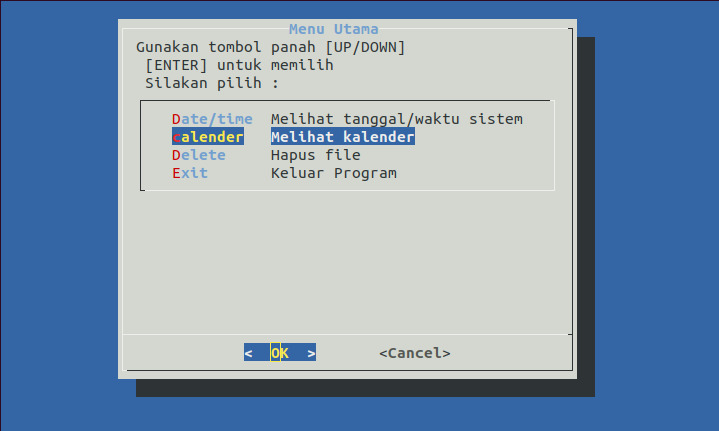 Menu Utama
Gunakan tombol panah [UP/DOWN]
[ENTER] untuk memilih
Silakan pilih :
Date/time Melihat tanggal/waktu sistem
calender Melihat kalender
Delete Hapus file
Exit Keluar Program
< OK > <Cancel>